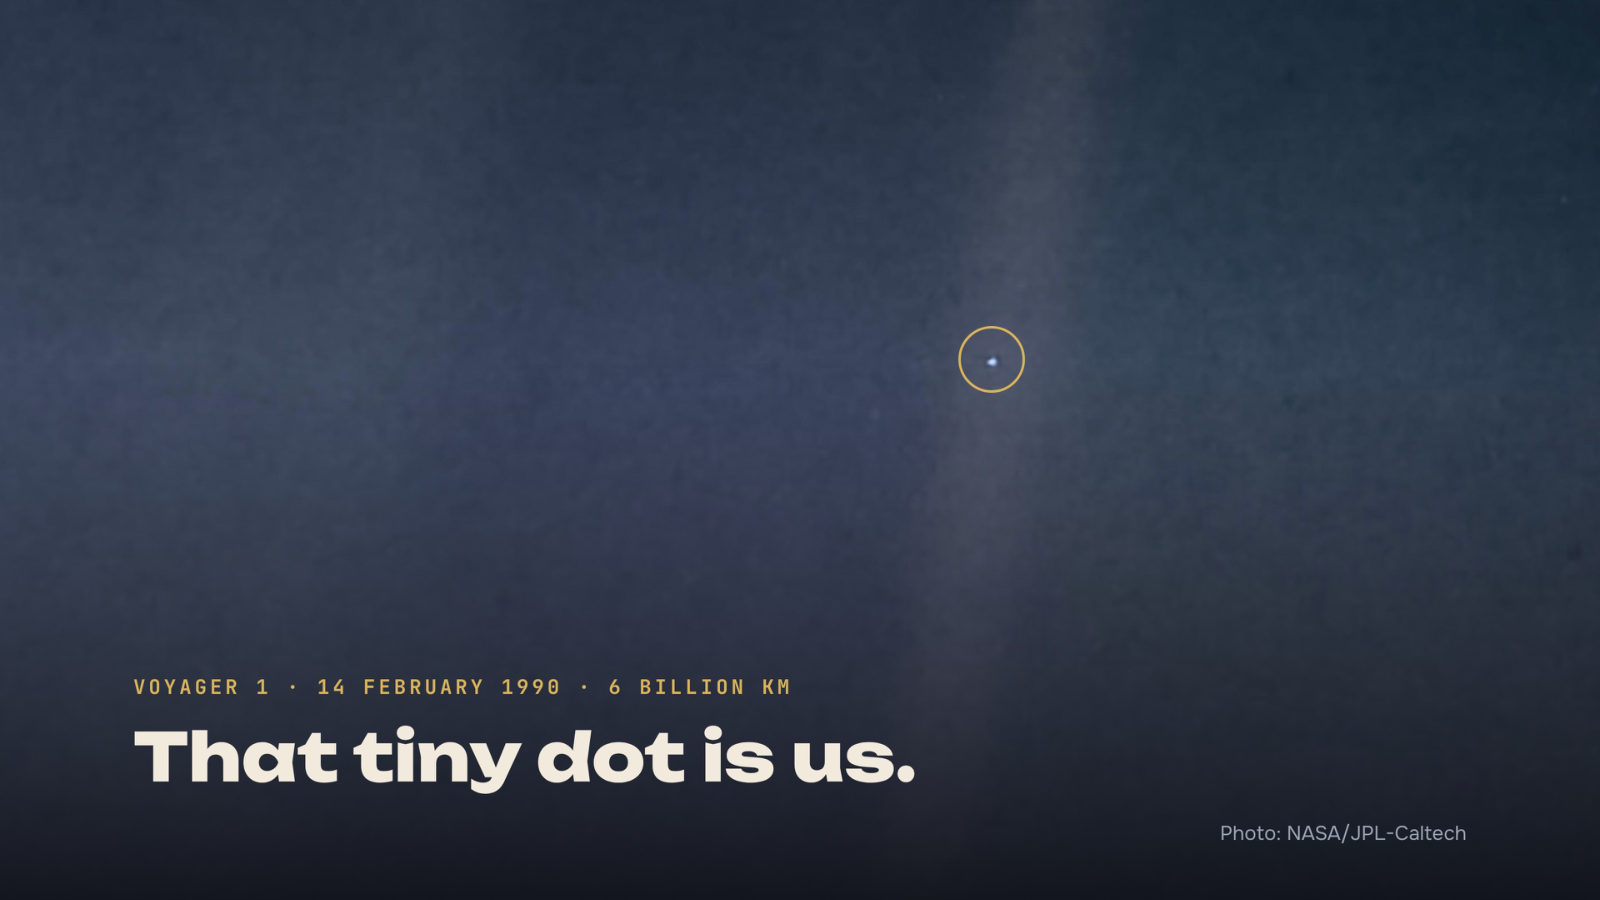 VOYAGER 1 · 14 FEBRUARY 1990 · 6 BILLION KM
That tiny dot is us.
Photo: NASA/JPL-Caltech